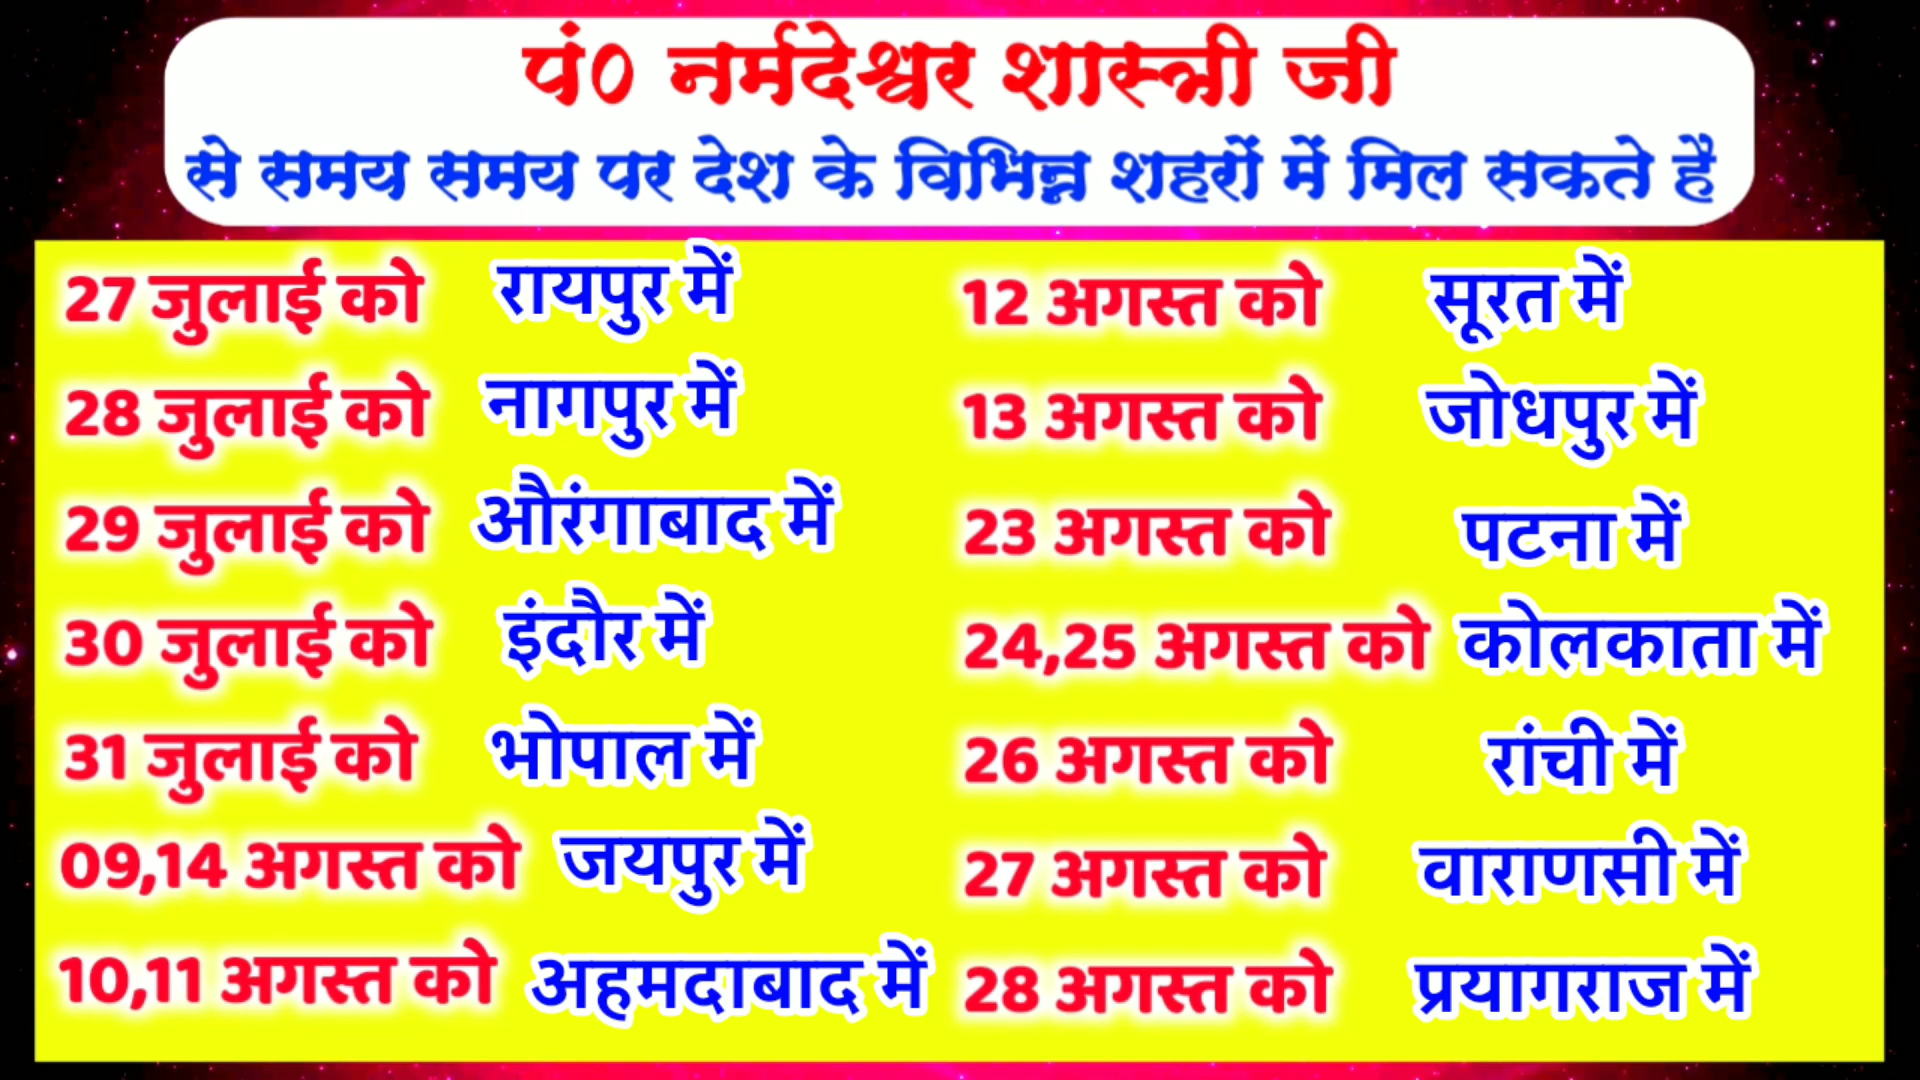 पं0 नर्मदेश्वर शास्त्री जी
से समय समय पर देश के विभिन्न शहरों में मिल सकते है
27 जुलाई को रायपुर में
28 जुलाई को नागपुर में
29 जुलाई को औरंगाबाद में
30 जुलाई को इंदौर में
31 जुलाई को भोपाल में
09,14 अगस्त को जयपुर में
10,11 अगस्त को अहमदाबाद में
12 अगस्त को सूरत में
13 अगस्त को जोधपुर में
23 अगस्त को पटना में
24,25 अगस्त को कोलकाता में
26 अगस्त को रांची में
27 अगस्त को वाराणसी में
28 अगस्त को प्रयागराज में